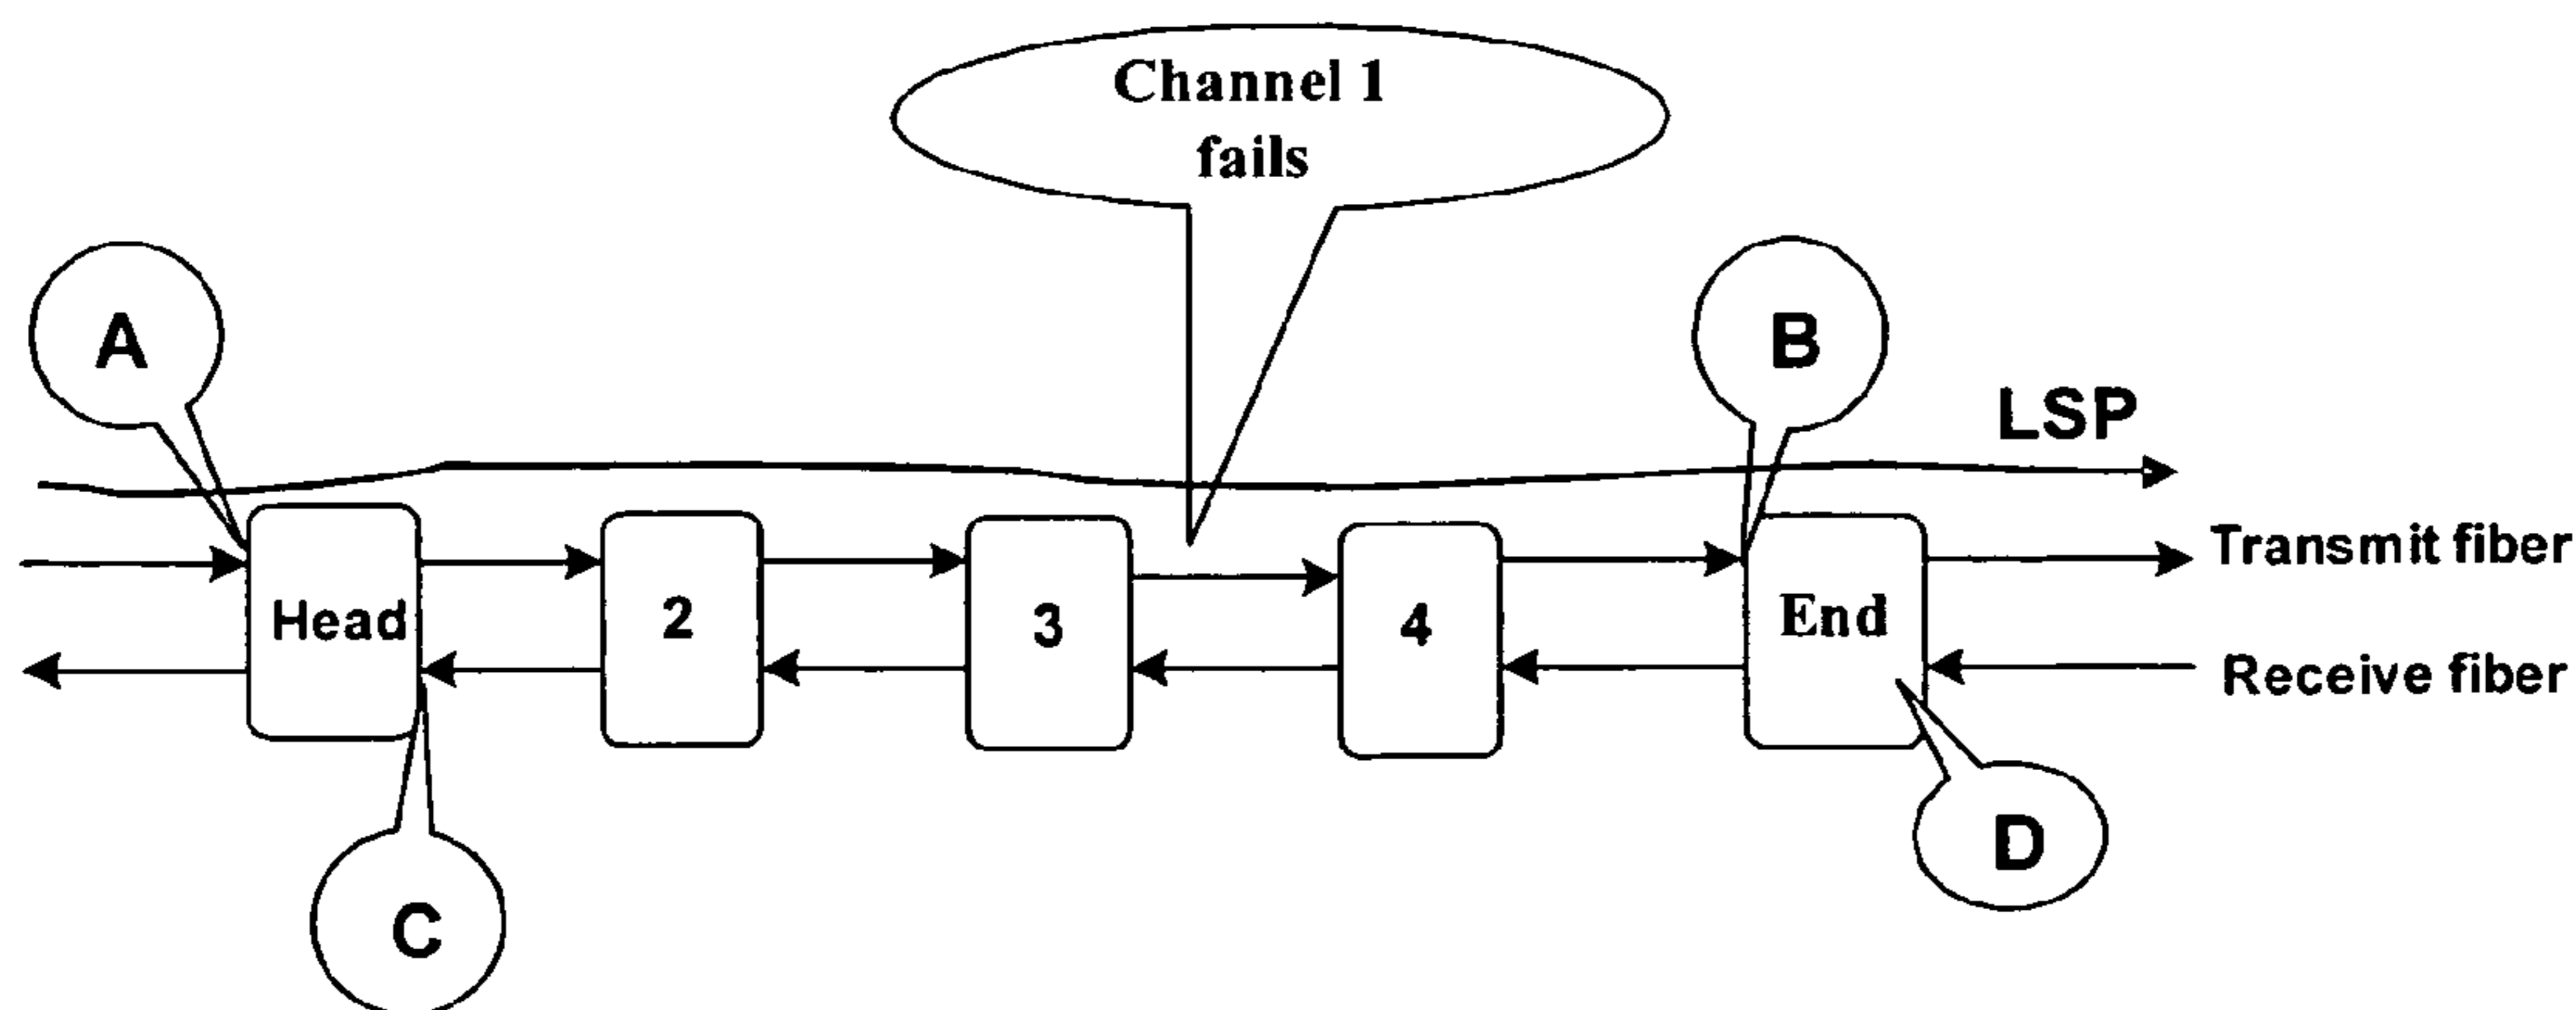 Channel 1
fails
A
B
LSP
Transmit fiber
Head
2
3
4
End
Receive fiber
C
D